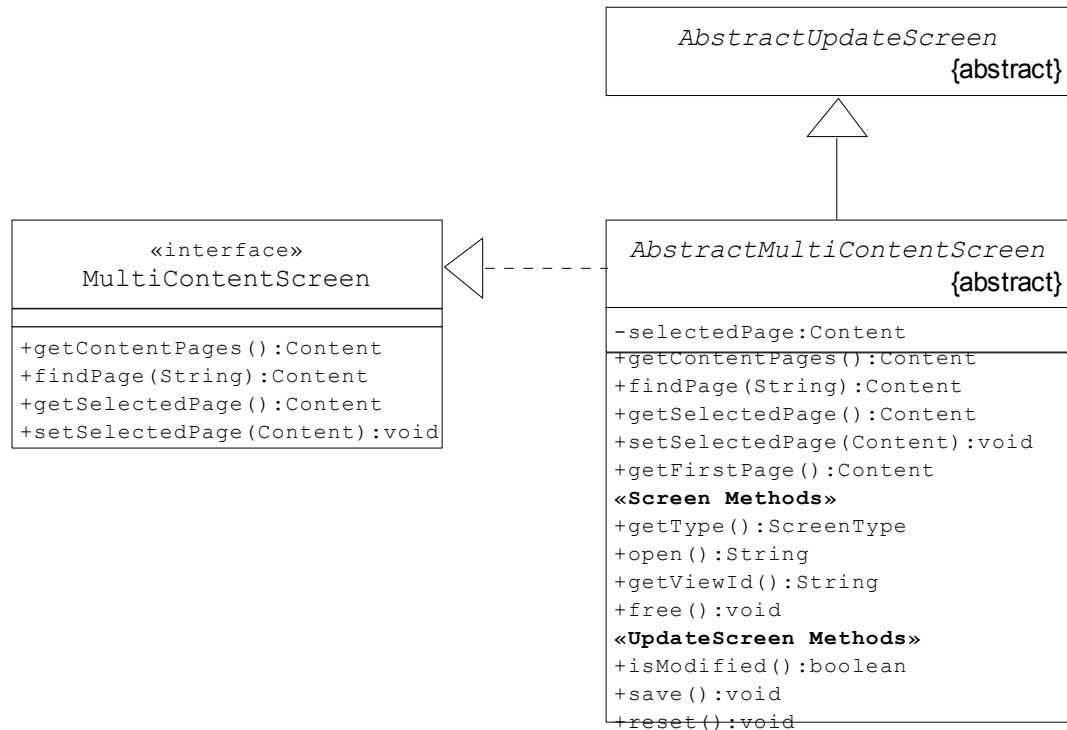 AbstractUpdateScreen
{abstract}
«interface»
MultiContentScreen
+getContentPages():Content
+findPage(String):Content
+getSelectedPage():Content
+setSelectedPage(Content):void
AbstractMultiContentScreen
{abstract}
-selectedPage:Content
+getContentPages():Content
+findPage(String):Content
+getSelectedPage():Content
+setSelectedPage(Content):void
+getFirstPage():Content
«Screen Methods»
+getType():ScreenType
+open():String
+getViewId():String
+free():void
«UpdateScreen Methods»
+isModified():boolean
+save():void
+reset():void